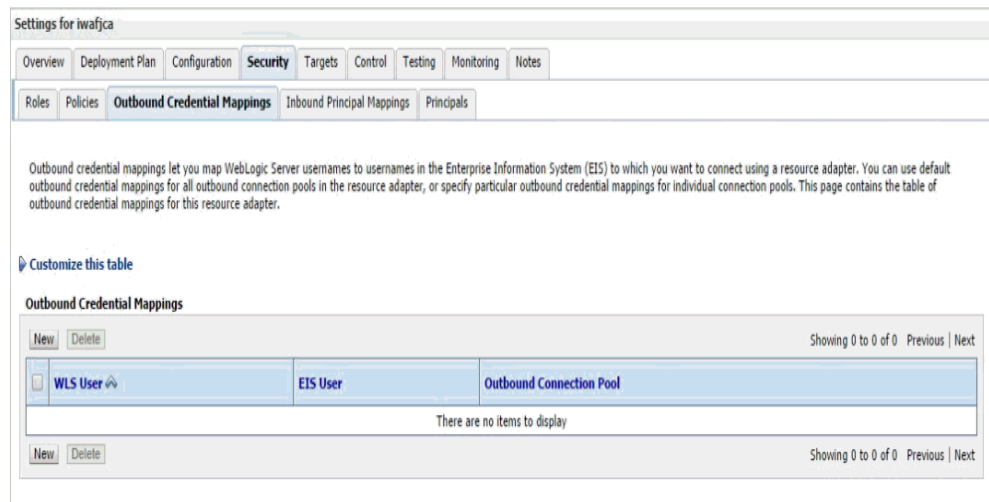 Settings for iwafjca
Overview Deployment Plan Configuration Security Targets Control Testing Monitoring Notes
Roles Policies Outbound Credential Mappings Inbound Principal Mappings Principals
Outbound credential mappings let you map WebLogic Server usernames to usernames in the Enterprise Information System (EIS) to which you want to connect using a resource adapter. You can use default
outbound credential mappings for all outbound connection pools in the resource adapter, or specify particular outbound credential mappings for individual connection pools. This page contains the table of
outbound credential mappings for this resource adapter.
Customize this table
Outbound Credential Mappings
New Delete Showing 0 to 0 of 0 Previous | Next
WLS User EIS User Outbound Connection Pool
There are no items to display
New Delete Showing 0 to 0 of 0 Previous | Next